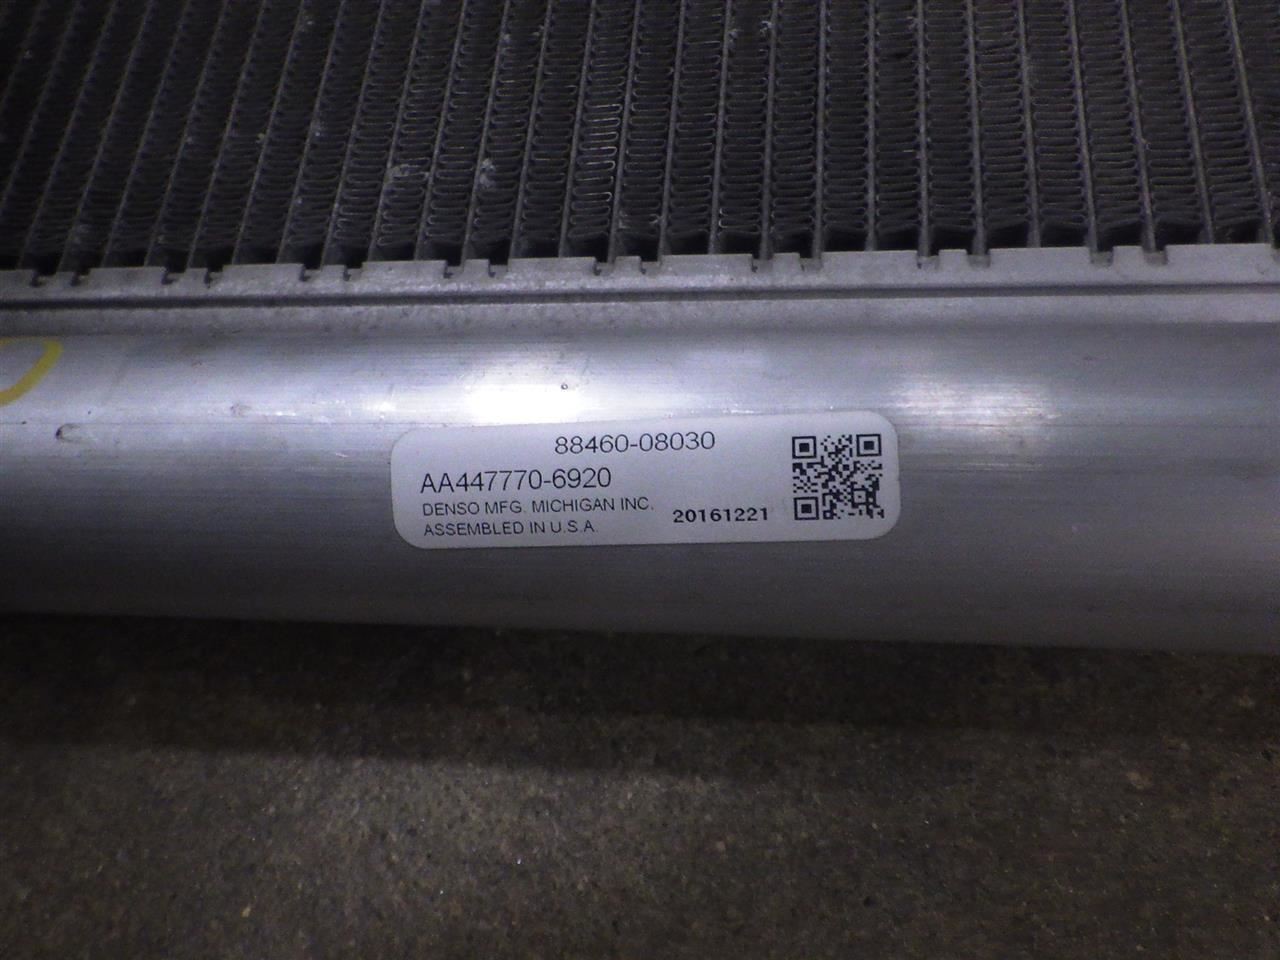 88460-08030
AA447770-6920
DENSO MFG. MICHIGAN INC.
ASSEMBLED IN U.S.A.
20161221